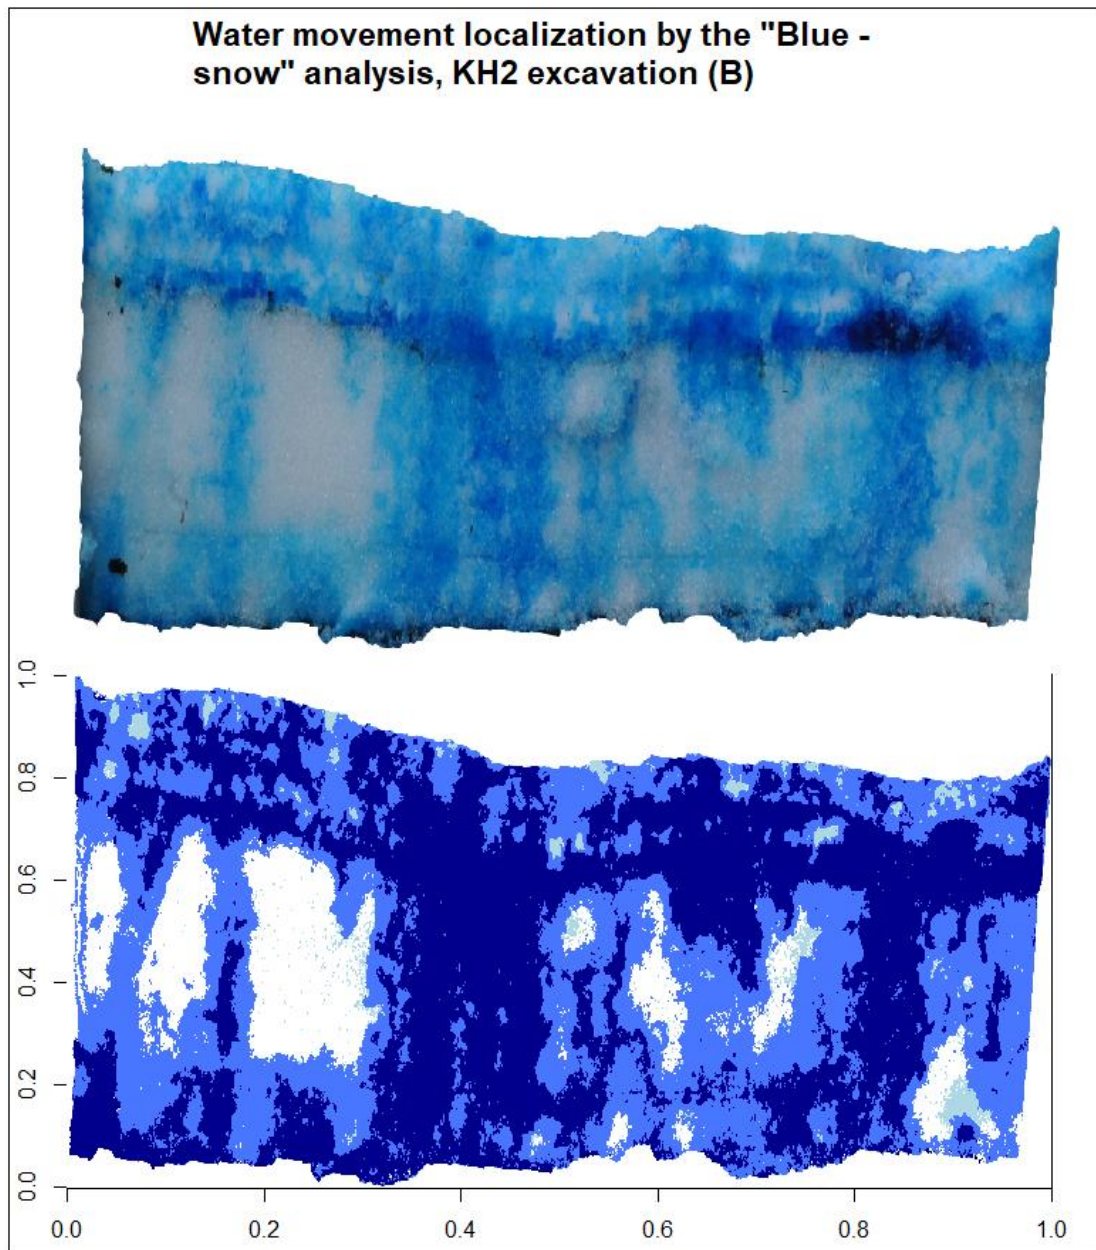 Water movement localization by the "Blue -
snow" analysis, KH2 excavation (B)
1.0
0.8
0.6
0.4
0.2
0.0
0.0 0.2 0.4 0.6 0.8 1.0